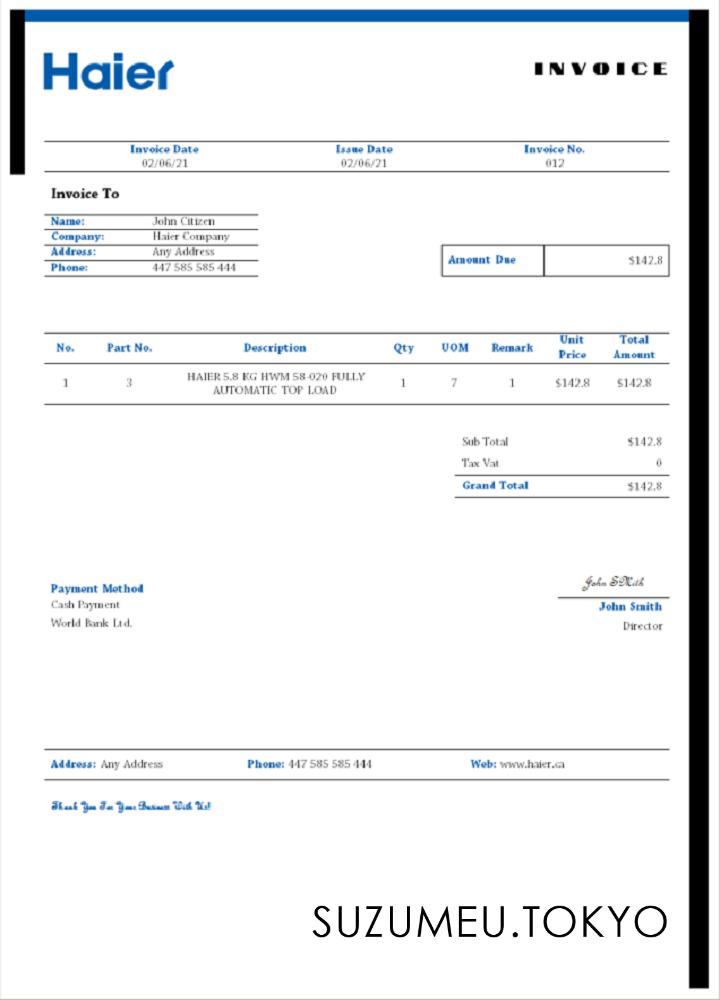 Haier
INVOICE
Invoice Date Issue Date Invoice No.
02/06/21 02/06/21 012
Invoice To
Name: John Citizen
Company: Haier Company
Address: Any Address
Phone: 447 585 585 444
Amount Due $142.8
No. Part No. Description Qty UOM Remark Unit Price Total Amount
1 3 HAIER 5.8 KG HWM 58-020 FULLY AUTOMATIC TOP LOAD 1 7 1 $142.8 $142.8
Sub Total $142.8
Tax Vat 0
Grand Total $142.8
Payment Method
Cash Payment
World Bank Ltd.
John SMith
John Smith
Director
Address: Any Address Phone: 447 585 585 444 Web: www.haier.ca
Thank You For Your Business With Us!
SUZUMEU.TOKYO